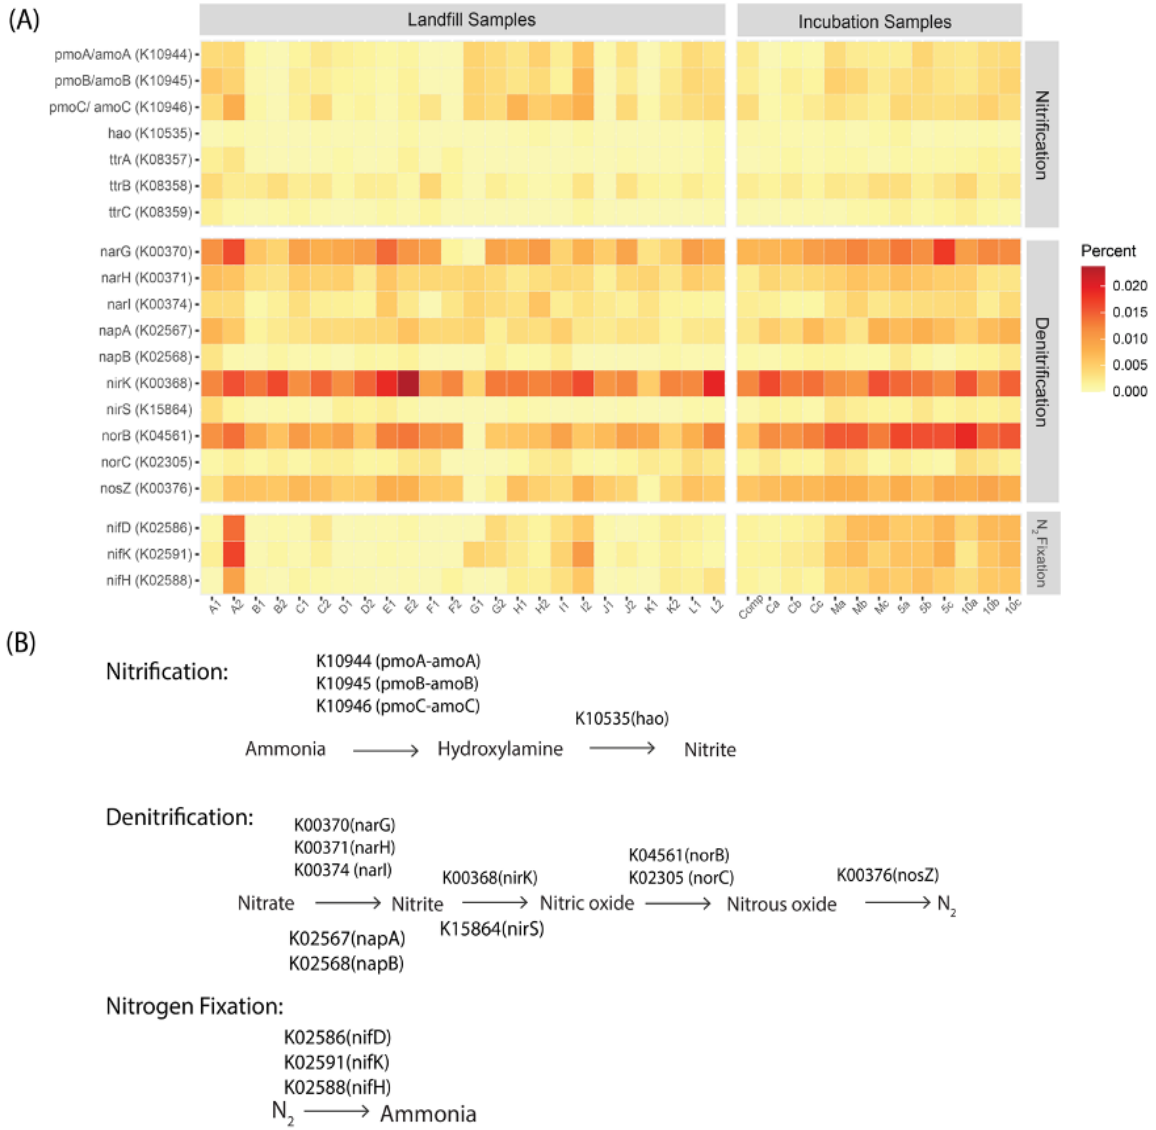 (A)
Landfill Samples
Incubation Samples
pmoA/amoA (K10944)
pmoB/amoB (K10945)
pmoC/ amoC (K10946)
hao (K10535)
ttrA (K08357)
ttrB (K08358)
ttrC (K08359)
Nitrification
narG (K00370)
narH (K00371)
narI (K00374)
napA (K02567)
napB (K02568)
nirK (K00368)
nirS (K15864)
norB (K04561)
norC (K02305)
nosZ (K00376)
Denitrification
nifD (K02586)
nifK (K02591)
nifH (K02588)
N2 Fixation
Percent
0.020
0.015
0.010
0.005
0.000
A1 A2 B1 B2 C1 C2 D1 D2 E1 E2 F1 F2 G1 G2 H1 H2 I1 I2 J1 J2 K1 K2 L1 L2 Comp Ca Cb Cc Ma Mb Mc 5a 5b 5c 10a 10b 10c
(B)
Nitrification:
K10944 (pmoA-amoA)
K10945 (pmoB-amoB)
K10946 (pmoC-amoC)
K10535(hao)
Ammonia → Hydroxylamine → Nitrite
Denitrification:
K00370(narG)
K00371(narH)
K00374 (narI)
K00368(nirK)
K04561(norB)
K02305 (norC)
K00376(nosZ)
Nitrate → Nitrite → Nitric oxide → Nitrous oxide → N2
K15864(nirS)
K02567(napA)
K02568(napB)
Nitrogen Fixation:
K02586(nifD)
K02591(nifK)
K02588(nifH)
N2 → Ammonia